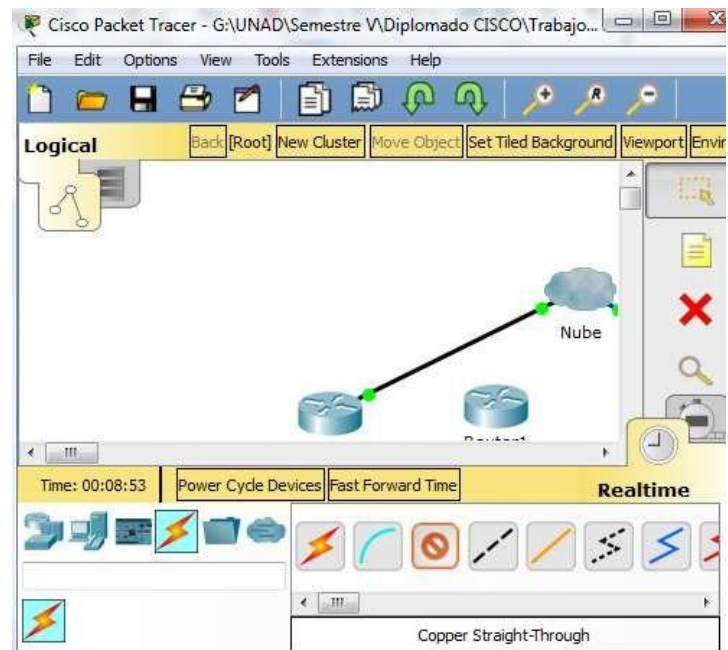 Cisco Packet Tracer - G:\UNAD\Semestre V\Diplomado CISCO\Trabajo...
File Edit Options View Tools Extensions Help
Logical Back [Root] New Cluster Move Object Set Tiled Background Viewport Envir
R
Nube
Router1
Time: 00:08:53 Power Cycle Devices Fast Forward Time Realtime
Copper Straight-Through